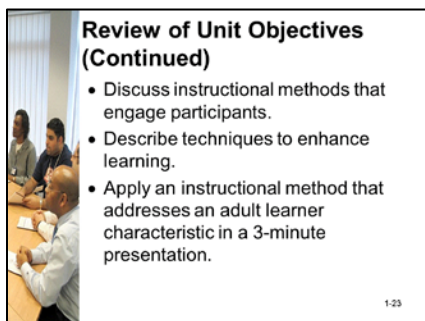 Review of Unit Objectives
(Continued)
• Discuss instructional methods that
engage participants.
• Describe techniques to enhance
learning.
• Apply an instructional method that
addresses an adult learner
characteristic in a 3-minute
presentation.
1-23